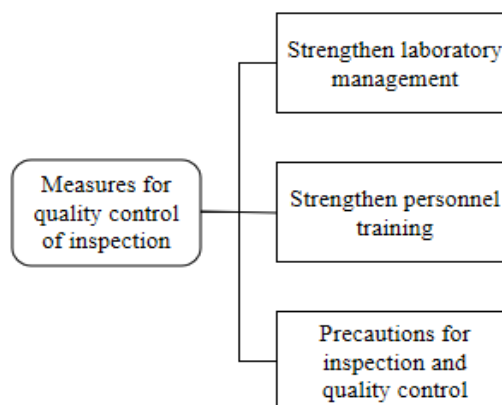 Strengthen laboratory
management
Measures for
quality control
of inspection
Strengthen personnel
training
Precautions for
inspection and
quality control